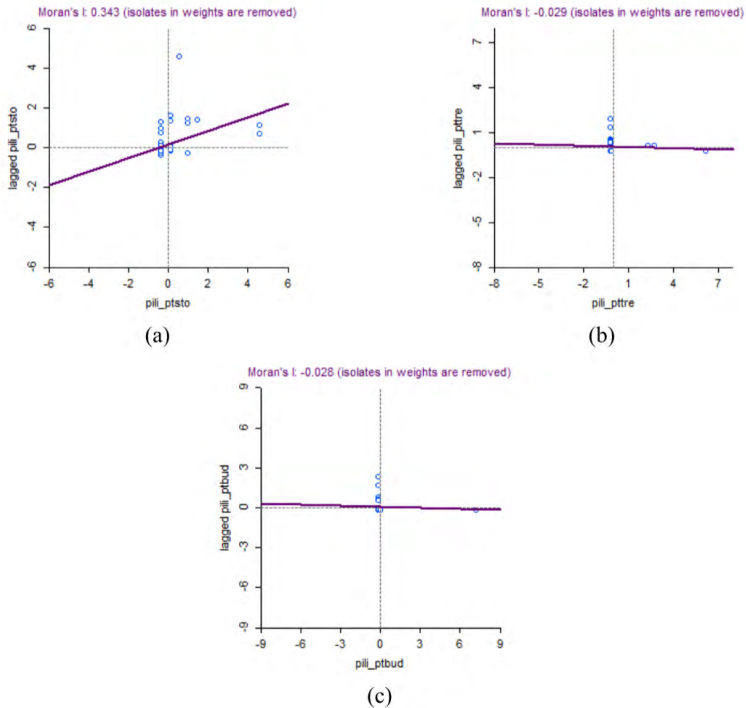 Moran's I: 0.343 (isolates in weights are removed)
lagged pili_ptsto
6
4
2
0
-2
-4
-6
-6 -4 -2 0 2 4 6
pili_ptsto
(a)
Moran's I: -0.029 (isolates in weights are removed)
lagged pili_pttre
7
4
1
-2
-5
-8
-8 -5 -2 1 4 7
pili_pttre
(b)
Moran's I: -0.028 (isolates in weights are removed)
lagged pili_ptbud
9
6
3
0
-3
-6
-9
-9 -6 -3 0 3 6 9
pili_ptbud
(c)